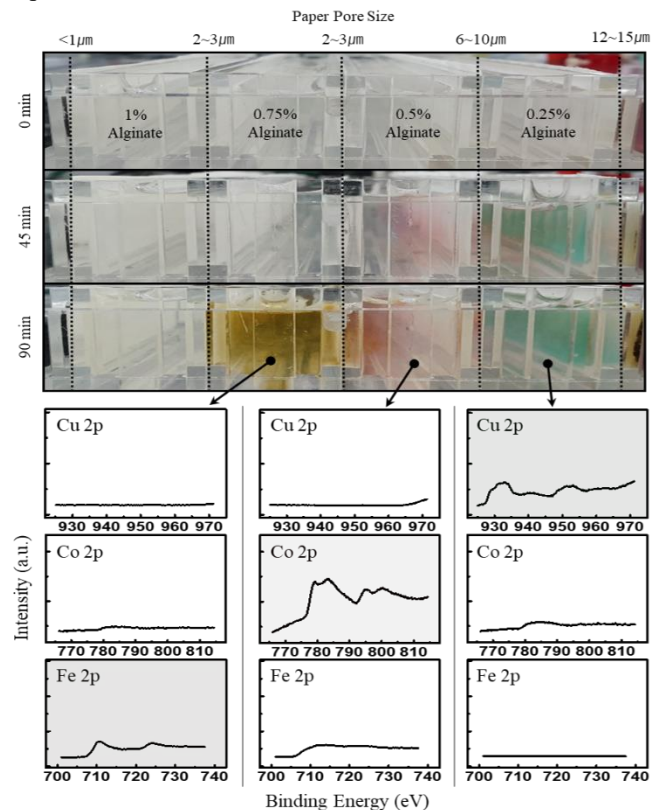 Paper Pore Size
<1㎛ 2~3㎛ 2~3㎛ 6~10㎛ 12~15㎛
0 min
1% 0.75% 0.5% 0.25%
Alginate Alginate Alginate Alginate
45 min
90 min
Intensity (a.u.)
Cu 2p Cu 2p Cu 2p
930 940 950 960 970 930 940 950 960 970 930 940 950 960 970
Co 2p Co 2p Co 2p
770 780 790 800 810 770 780 790 800 810 770 780 790 800 810
Fe 2p Fe 2p Fe 2p
700 710 720 730 740 700 710 720 730 740 700 710 720 730 740
Binding Energy (eV)